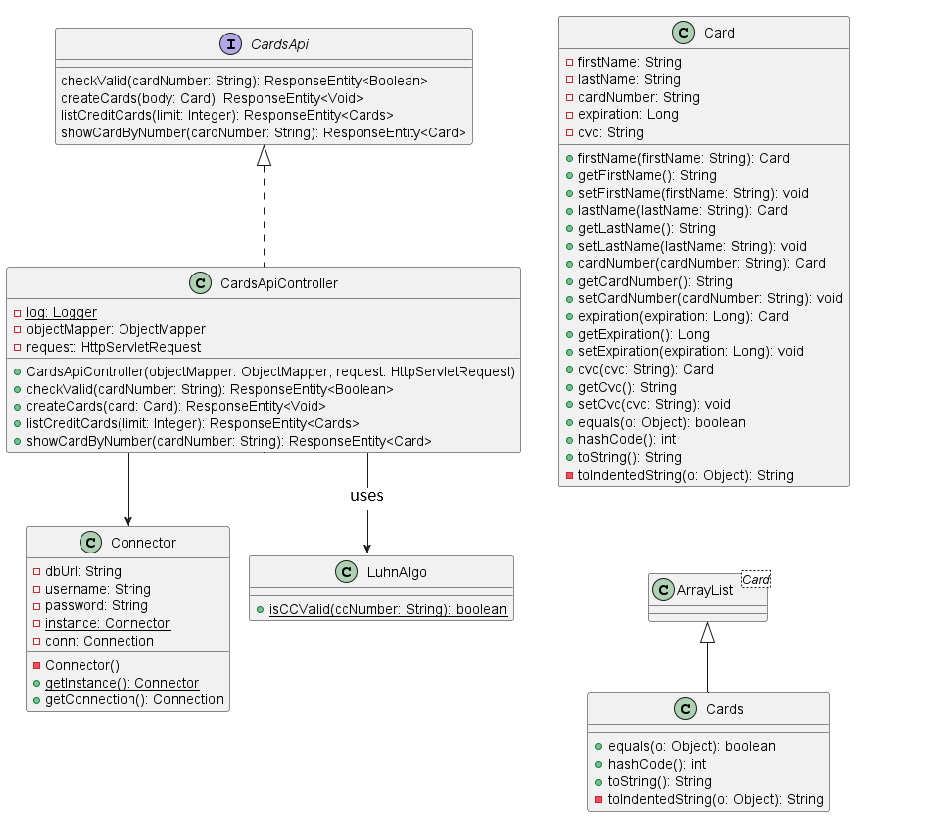 I CardsApi
checkValid(cardNumber: String): ResponseEntity<Boolean>
createCards(body: Card) ResponseEntity<Void>
listCreditCards(limit: Integer): ResponseEntity<Cards>
showCardByNumber(cardNumber: String): ResponseEntity<Card>
C CardsApiController
log: Logger
objectMapper: ObjectMapper
request: HttpServletRequest
CardsApiController(objectMapper: ObjectMapper, request: HttpServletRequest)
checkValid(cardNumber: String): ResponseEntity<Boolean>
createCards(card: Card): ResponseEntity<Void>
listCreditCards(limit: Integer): ResponseEntity<Cards>
showCardByNumber(cardNumber: String): ResponseEntity<Card>
uses
C Connector
dbUrl: String
username: String
password: String
instance: Connector
conn: Connection
Connector()
getInstance(): Connector
getConnection(): Connection
C LuhnAlgo
isCCValid(ccNumber: String): boolean
C Card
firstName: String
lastName: String
cardNumber: String
expiration: Long
cvc: String
firstName(firstName: String): Card
getFirstName(): String
setFirstName(firstName: String): void
lastName(lastName: String): Card
getLastName(): String
setLastName(lastName: String): void
cardNumber(cardNumber: String): Card
getCardNumber(): String
setCardNumber(cardNumber: String): void
expiration(expiration: Long): Card
getExpiration(): Long
setExpiration(expiration: Long): void
cvc(cvc: String): Card
getCvc(): String
setCvc(cvc: String): void
equals(o: Object): boolean
hashCode(): int
toString(): String
toIndentedString(o: Object): String
C ArrayList Card
C Cards
equals(o: Object): boolean
hashCode(): int
toString(): String
toIndentedString(o: Object): String